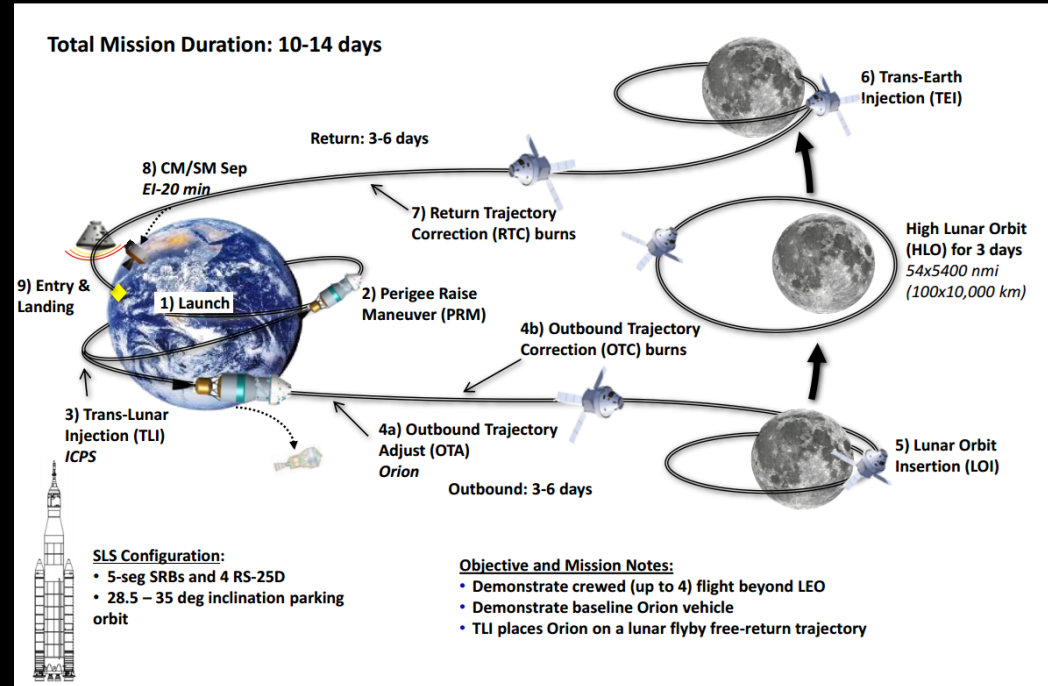 Total Mission Duration: 10-14 days
6) Trans-Earth
Injection (TEI)
Return: 3-6 days
8) CM/SM Sep
EI-20 min
7) Return Trajectory
Correction (RTC) burns
High Lunar Orbit
(HLO) for 3 days
54x5400 nmi
(100x10,000 km)
9) Entry &
Landing
1) Launch
2) Perigee Raise
Maneuver (PRM)
4b) Outbound Trajectory
Correction (OTC) burns
3) Trans-Lunar
Injection (TLI)
ICPS
4a) Outbound Trajectory
Adjust (OTA)
Orion
Outbound: 3-6 days
5) Lunar Orbit
Insertion (LOI)
SLS Configuration:
• 5-seg SRBs and 4 RS-25D
• 28.5 – 35 deg inclination parking
orbit
Objective and Mission Notes:
• Demonstrate crewed (up to 4) flight beyond LEO
• Demonstrate baseline Orion vehicle
• TLI places Orion on a lunar flyby free-return trajectory